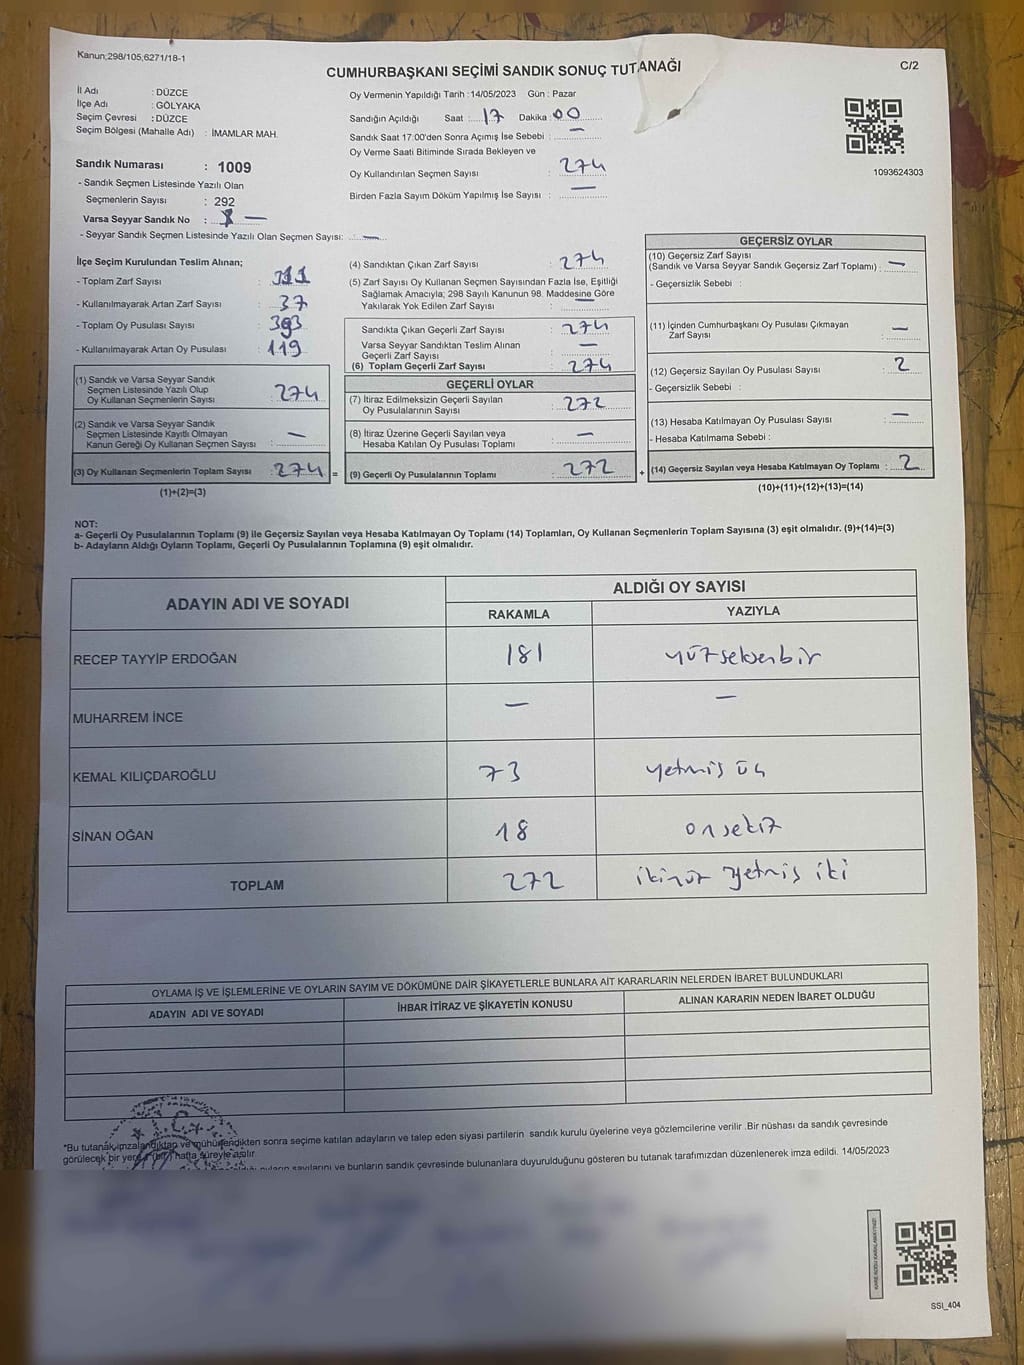 Kanun;298/105,6271/18-1
CUMHURBAŞKANI SEÇİMİ SANDIK SONUÇ TUTANAĞI
C/2
İl Adı : DÜZCE
İlçe Adı : GÖLYAKA
Seçim Çevresi : DÜZCE
Seçim Bölgesi (Mahalle Adı) : İMAMLAR MAH.
Oy Vermenin Yapıldığı Tarih :14/05/2023 Gün : Pazar
Sandığın Açıldığı Saat : 17 Dakika : 00
Sandık Saat 17:00'den Sonra Açımış İse Sebebi : —
Oy Verme Saati Bitiminde Sırada Bekleyen ve
Oy Kullandırılan Seçmen Sayısı : 274
Birden Fazla Sayım Döküm Yapılmış İse Sayısı : —
1093624303
Sandık Numarası : 1009
- Sandık Seçmen Listesinde Yazılı Olan
Seçmenlerin Sayısı : 292
Varsa Seyyar Sandık No : —
- Seyyar Sandık Seçmen Listesinde Yazılı Olan Seçmen Sayısı: —
İlçe Seçim Kurulundan Teslim Alınan;
- Toplam Zarf Sayısı : 311
- Kullanılmayarak Artan Zarf Sayısı : 37
- Toplam Oy Pusulası Sayısı : 393
- Kullanılmayarak Artan Oy Pusulası : 119
(1) Sandık ve Varsa Seyyar Sandık
Seçmen Listesinde Yazılı Olup
Oy Kullanan Seçmenlerin Sayısı : 274
(2) Sandık ve Varsa Seyyar Sandık
Seçmen Listesinde Kayıtlı Olmayan
Kanun Gereği Oy Kullanan Seçmen Sayısı : —
(3) Oy Kullanan Seçmenlerin Toplam Sayısı : 274 =
(1)+(2)=(3)
(4) Sandıktan Çıkan Zarf Sayısı : 274
(5) Zarf Sayısı Oy Kullanan Seçmen Sayısından Fazla İse, Eşitliği
Sağlamak Amacıyla; 298 Sayılı Kanunun 98. Maddesine Göre
Yakılarak Yok Edilen Zarf Sayısı : —
Sandıkta Çıkan Geçerli Zarf Sayısı : 274
Varsa Seyyar Sandıktan Teslim Alınan
Geçerli Zarf Sayısı : —
(6) Toplam Geçerli Zarf Sayısı : 274
GEÇERLİ OYLAR
(7) İtiraz Edilmeksizin Geçerli Sayılan
Oy Pusulalarının Sayısı : 272
(8) İtiraz Üzerine Geçerli Sayılan veya
Hesaba Katılan Oy Pusulası Toplamı : —
(9) Geçerli Oy Pusulalarının Toplamı : 272 +
GEÇERSİZ OYLAR
(10) Geçersiz Zarf Sayısı
(Sandık ve Varsa Seyyar Sandık Geçersiz Zarf Toplamı) : —
- Geçersizlik Sebebi :
(11) İçinden Cumhurbaşkanı Oy Pusulası Çıkmayan
Zarf Sayısı : —
(12) Geçersiz Sayılan Oy Pusulası Sayısı : 2
- Geçersizlik Sebebi :
(13) Hesaba Katılmayan Oy Pusulası Sayısı : —
- Hesaba Katılmama Sebebi :
(14) Geçersiz Sayılan veya Hesaba Katılmayan Oy Toplamı : 2
(10)+(11)+(12)+(13)=(14)
NOT:
a- Geçerli Oy Pusulalarının Toplamı (9) ile Geçersiz Sayılan veya Hesaba Katılmayan Oy Toplamı (14) Toplamları, Oy Kullanan Seçmenlerin Toplam Sayısına (3) eşit olmalıdır. (9)+(14)=(3)
b- Adayların Aldığı Oyların Toplamı, Geçerli Oy Pusulalarının Toplamına (9) eşit olmalıdır.
ADAYIN ADI VE SOYADI
ALDIĞI OY SAYISI
RAKAMLA YAZIYLA
RECEP TAYYİP ERDOĞAN 181 yüzseksenbir
MUHARREM İNCE — —
KEMAL KILIÇDAROĞLU 73 yetmiş üç
SİNAN OĞAN 18 onsekiz
TOPLAM 272 ikiyüz yetmiş iki
OYLAMA İŞ VE İŞLEMLERİNE VE OYLARIN SAYIM VE DÖKÜMÜNE DAİR ŞİKAYETLERLE BUNLARA AİT KARARLARIN NELERDEN İBARET BULUNDUKLARI
ADAYIN ADI VE SOYADI İHBAR İTİRAZ VE ŞİKAYETİN KONUSU ALINAN KARARIN NEDEN İBARET OLDUĞU
*Bu tutanak,imzalandıktan ve mühürlendikten sonra seçime katılan adayların ve talep eden siyasi partilerin sandık kurulu üyelerine veya gözlemcilerine verilir .Bir nüshası da sandık çevresinde
görülecek bir yere (bir) hafta süreyle asılır.
oyların sayılarını ve bunların sandık çevresinde bulunanlara duyurulduğunu gösteren bu tutanak tarafımızdan düzenlenerek imza edildi. 14/05/2023
SSI_404